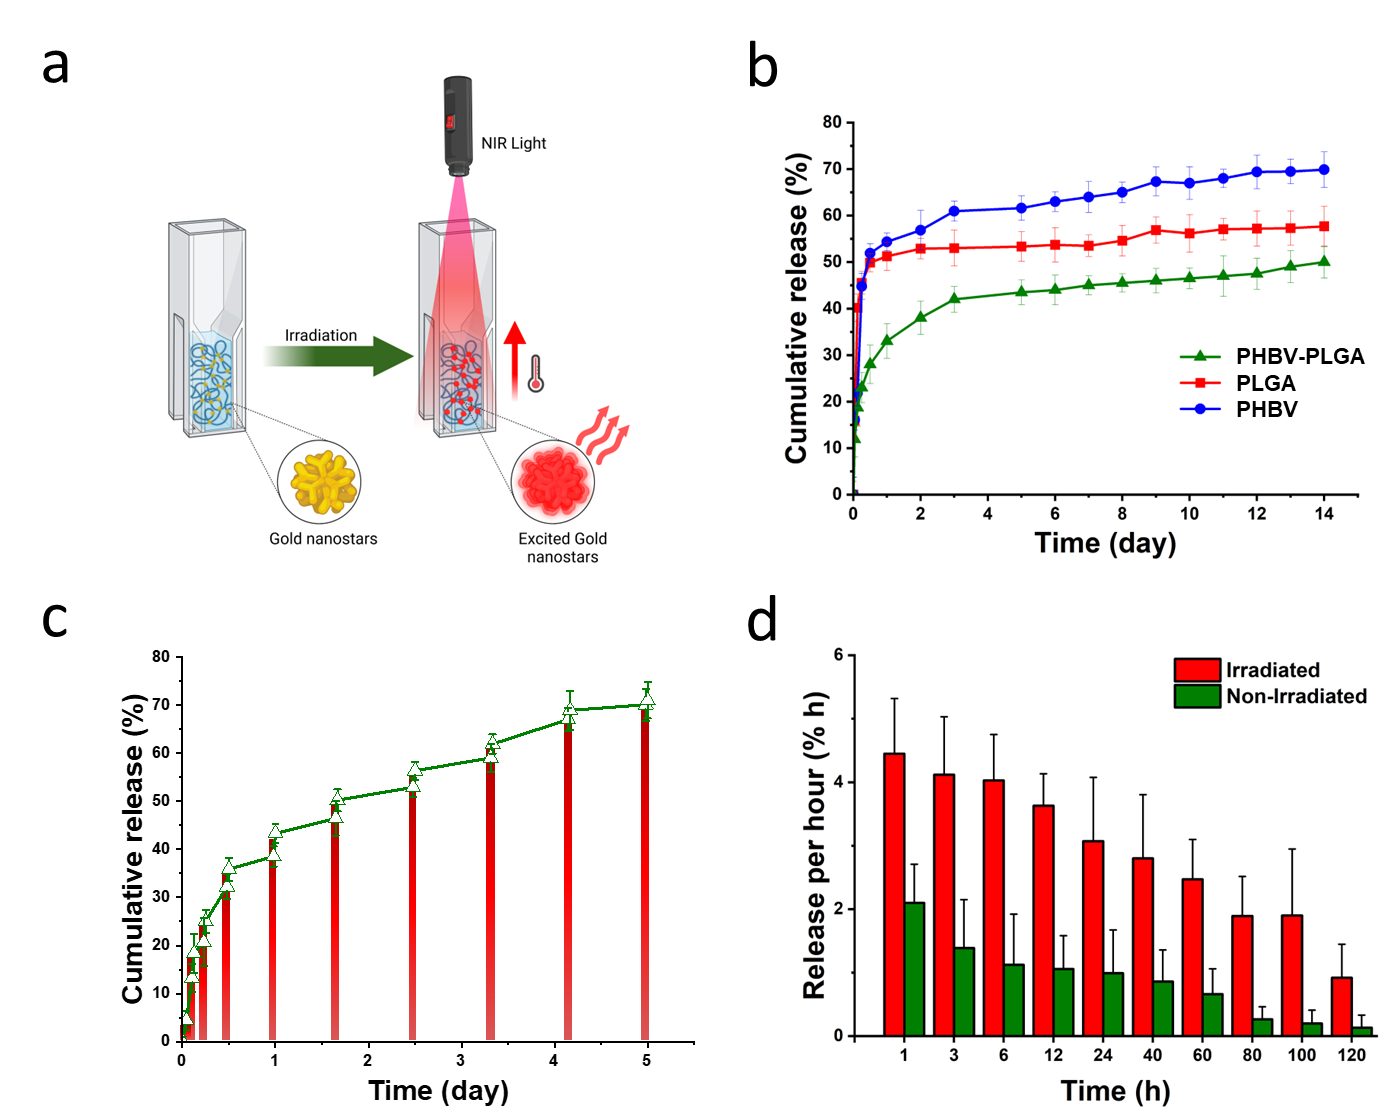 a
NIR Light
Irradiation
Gold nanostars
Excited Gold
nanostars
b
Cumulative release (%)
80
70
60
50
40
30
20
10
0
0 2 4 6 8 10 12 14
Time (day)
PHBV-PLGA
PLGA
PHBV
c
Cumulative release (%)
80
70
60
50
40
30
20
10
0
0 1 2 3 4 5
Time (day)
d
Release per hour (% h)
6
4
2
0
1 3 6 12 24 40 60 80 100 120
Time (h)
Irradiated
Non-Irradiated